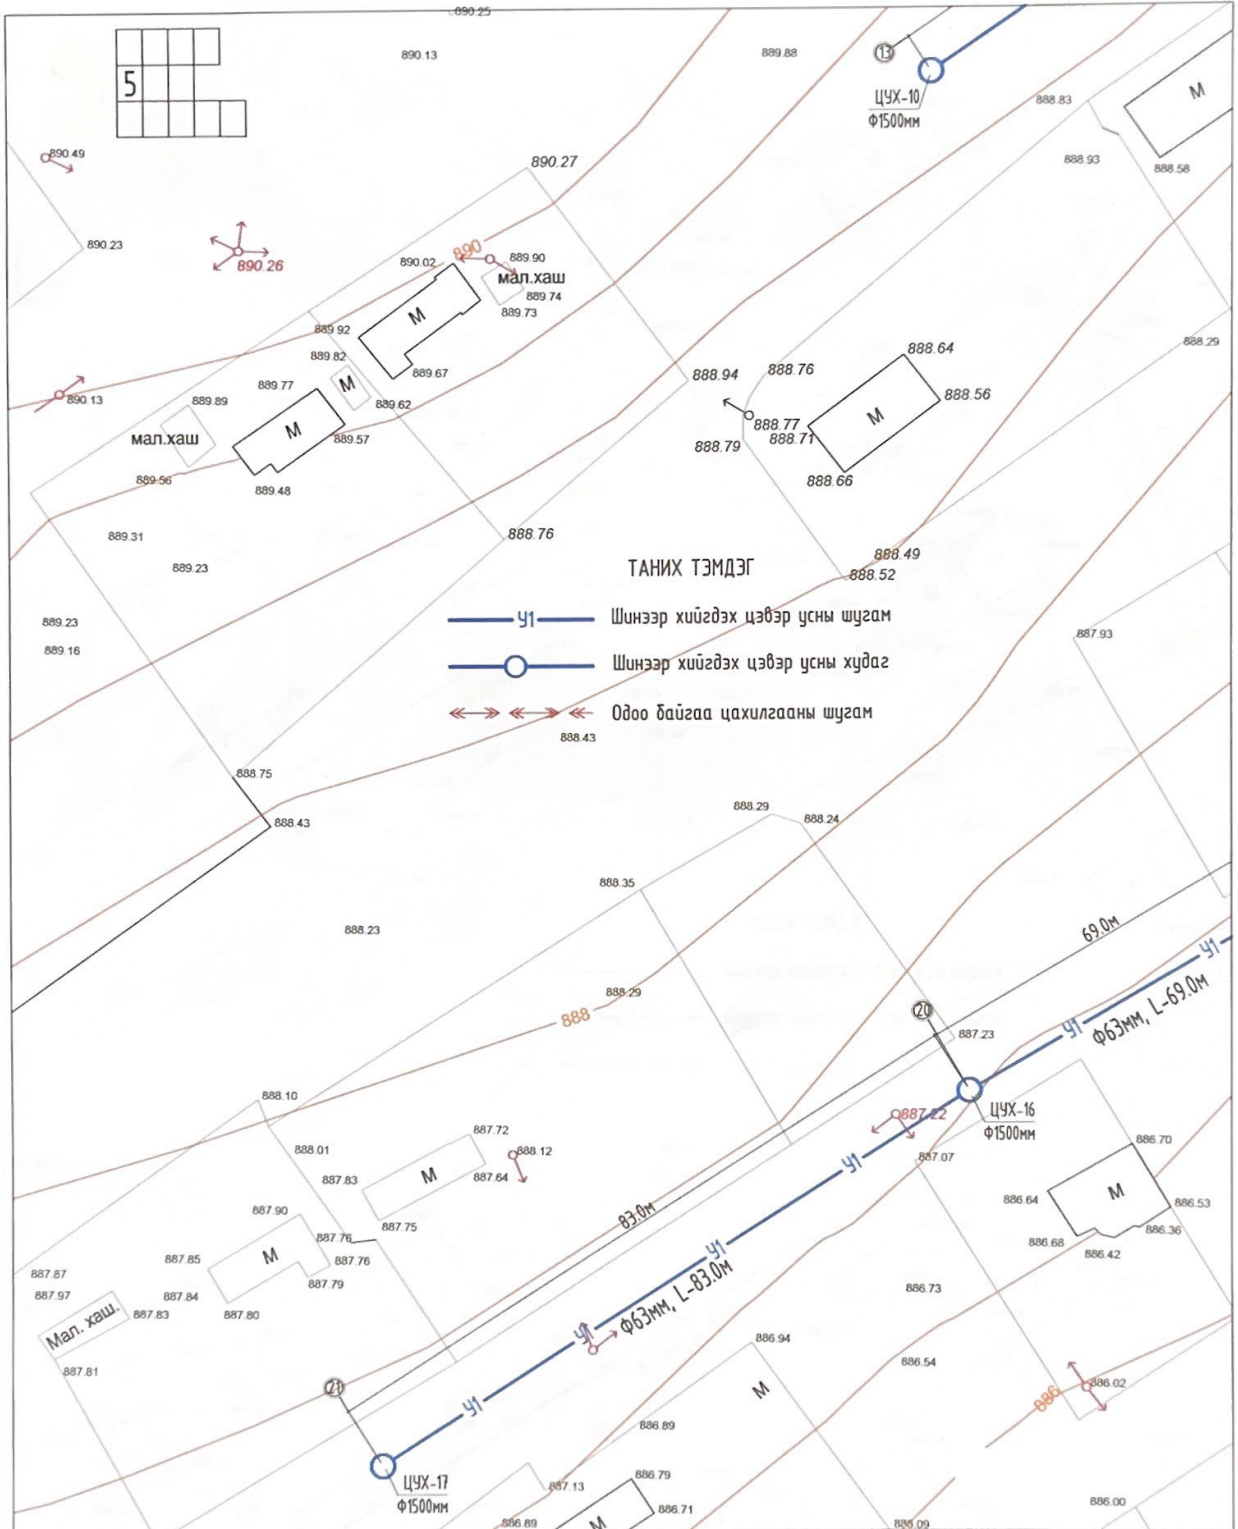 890.25
890.13
889.88
13
ЦУХ-10
Ф1500мм
888.83
М
888.93
888.58
5
890.49
890.27
890.23
890.26
890
890.02
889.90
мал.хаш
889.74
889.73
М
889.92
889.82
889.67
М
889.77
889.62
890.13
889.89
мал.хаш
М
889.57
889.56
889.48
888.29
888.64
888.94
888.76
888.56
М
888.77
888.71
888.79
888.66
889.31
888.76
889.23
888.49
888.52
ТАНИХ ТЭМДЭГ
У1 Шинээр хийгдэх цэвэр усны шугам
Шинээр хийгдэх цэвэр усны худаг
Одоо байгаа цахилгааны шугам
889.23
889.16
887.93
888.43
888.75
888.43
888.29
888.24
888.35
888.23
69.0м
У1
888.29
888
Ф63мм, L-69.0м
У1
20
887.23
888.10
ЦУХ-16
Ф1500мм
887.22
887.72
888.01
888.12
887.07
886.70
У1
887.83
М
887.64
886.64
М
886.53
887.90
887.75
83.0м
886.36
887.76
886.68
886.42
887.85
М
887.76
У1
887.87
887.79
887.97
887.84
Ф63мм, L-83.0м
886.73
887.83
887.80
Мал. хаш.
У1
886.94
887.81
886.54
М
886.02
886
21
У1
886.89
ЦУХ-17
Ф1500мм
886.79
887.13
886.71
886.00
886.89
М
886.09